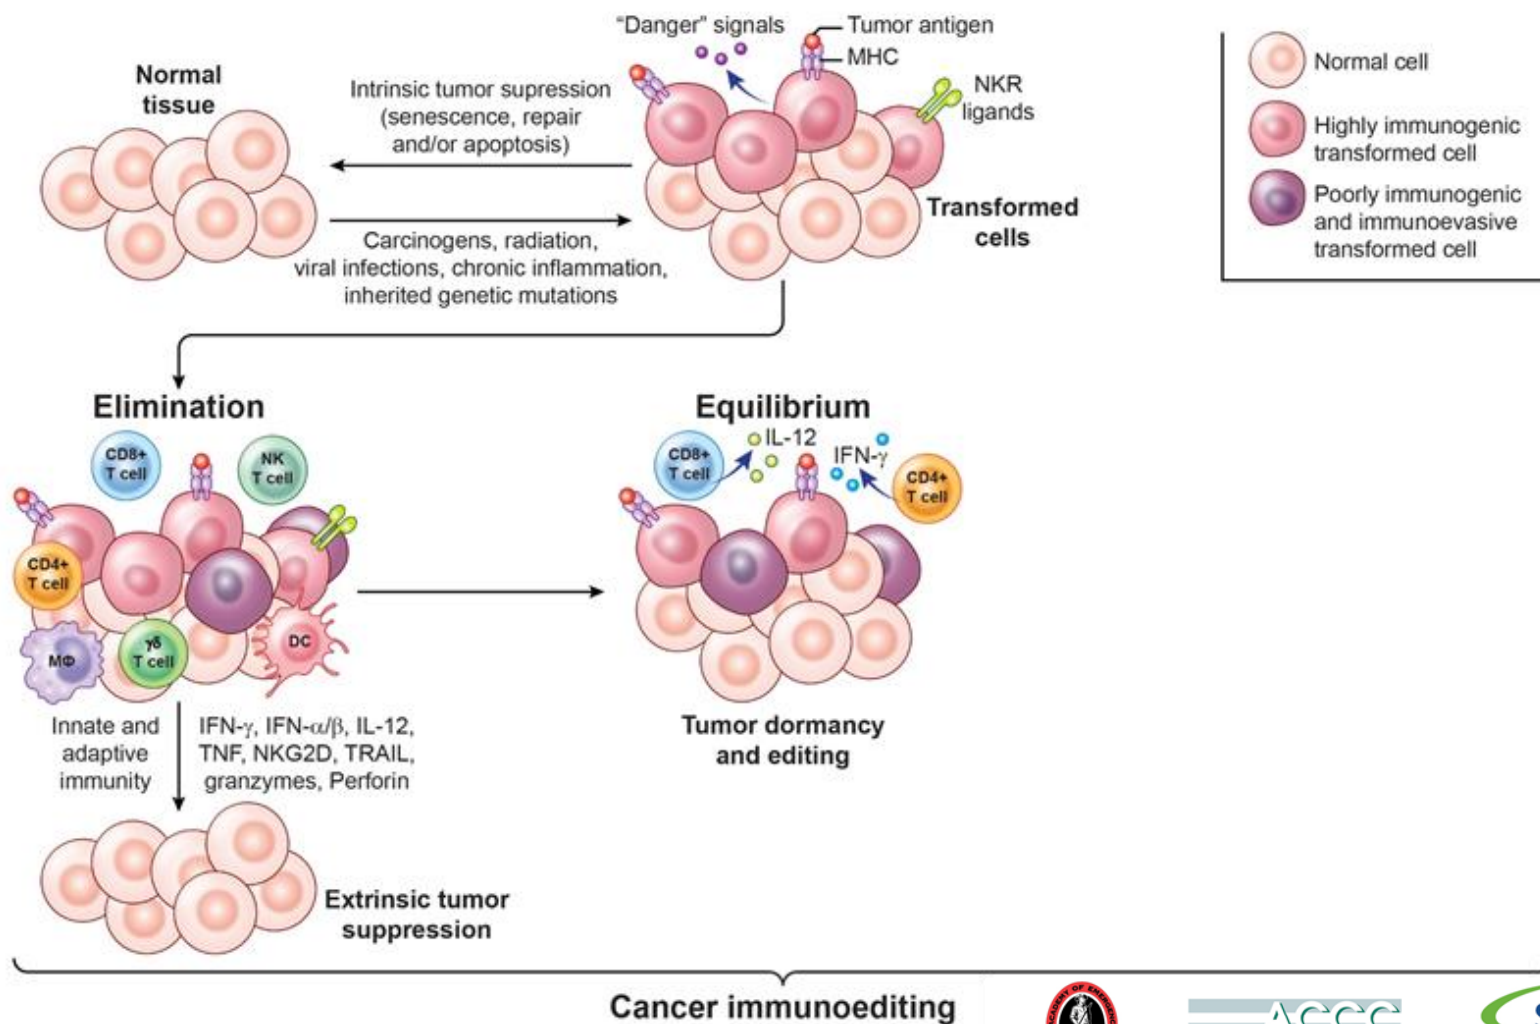 "Danger" signals
Tumor antigen
MHC
NKR
ligands
Normal
tissue
Intrinsic tumor supression
(senescence, repair
and/or apoptosis)
Carcinogens, radiation,
viral infections, chronic inflammation,
inherited genetic mutations
Transformed
cells
Normal cell
Highly immunogenic
transformed cell
Poorly immunogenic
and immunoevasive
transformed cell
Elimination
CD8+
T cell
NK
T cell
CD4+
T cell
MΦ
γδ
T cell
DC
Equilibrium
CD8+
T cell
IL-12
IFN-γ
CD4+
T cell
Tumor dormancy
and editing
Innate and
adaptive
immunity
IFN-γ, IFN-α/β, IL-12,
TNF, NKG2D, TRAIL,
granzymes, Perforin
Extrinsic tumor
suppression
Cancer immunoediting
ACCC